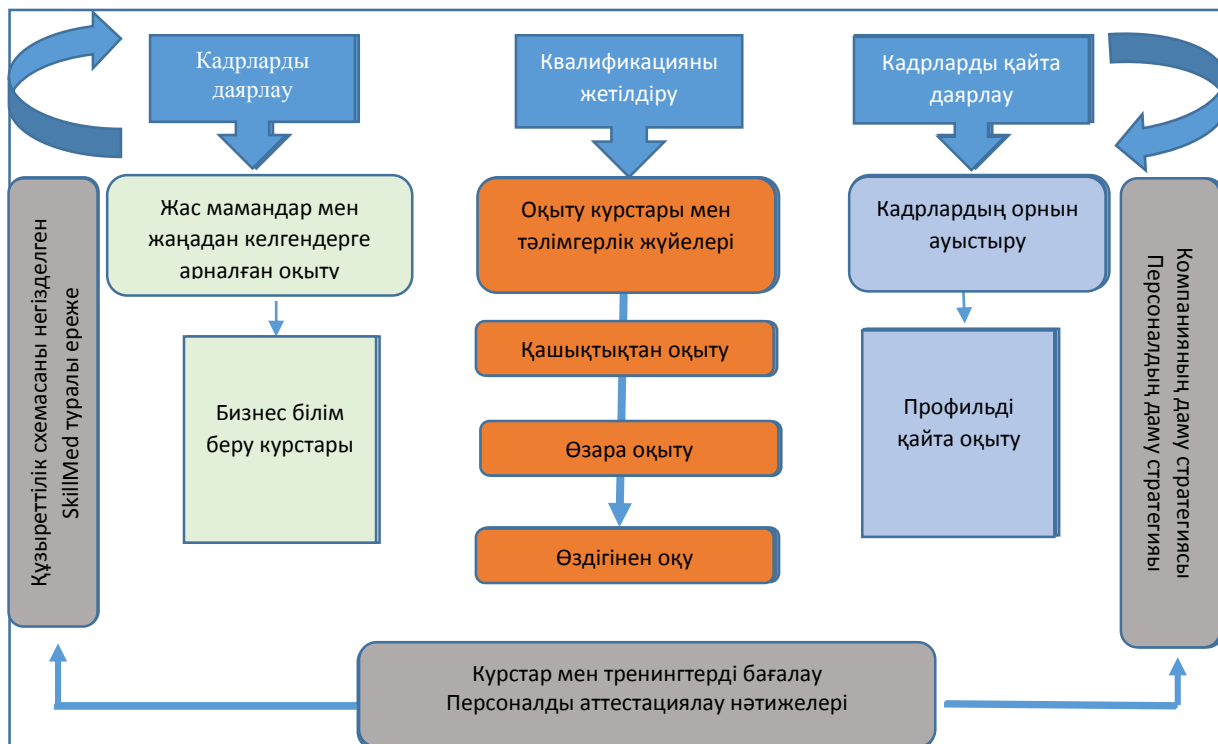 Кадрларды
даярлау
Квалификацияны
жетілдіру
Кадрларды қайта
даярлау
Жас мамандар мен
жаңадан келгендерге
арналған оқыту
Оқыту курстары мен
тәлімгерлік жүйелері
Кадрлардың орнын
ауыстыру
Құзыреттілік схемасаны негізделген
SkillMed туралы ереже
Компанияның даму стратегиясы
Персоналдың даму стратегияы
Қашықтықтан оқыту
Бизнес білім
беру курстары
Өзара оқыту
Профильді
қайта оқыту
Өздігінен оқу
Курстар мен тренингтерді бағалау
Персоналды аттестациялау нәтижелері